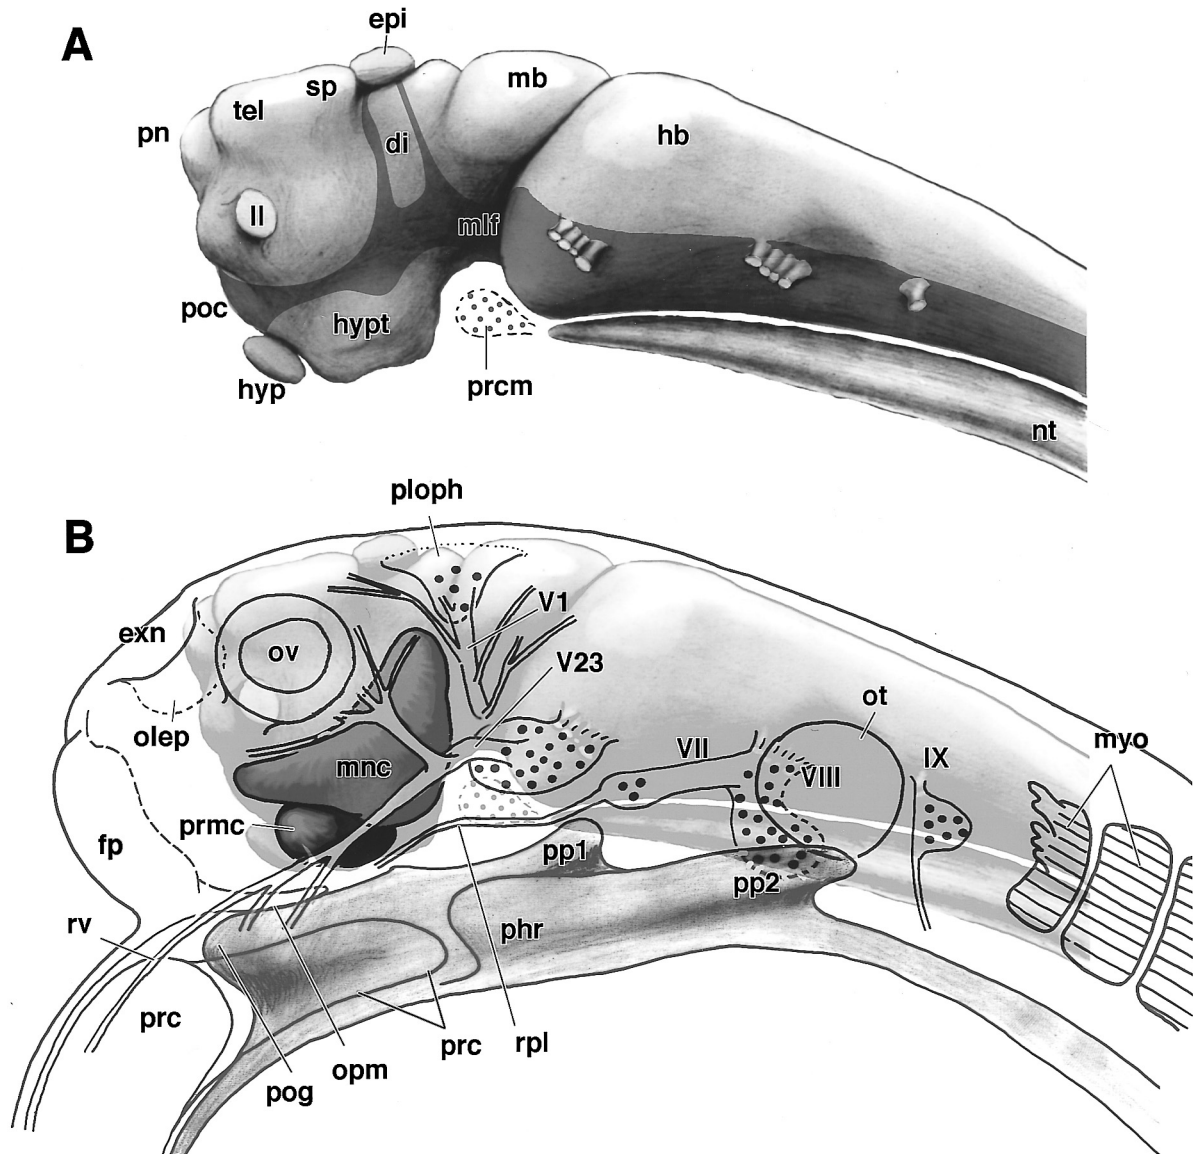 A
epi
sp
mb
tel
pn
di
hb
II
mlf
poc
hypt
hyp
prcm
nt
B
ploph
V1
exn
ov
V23
ot
olep
VII
IX
myo
mnc
VIII
prmc
fp
pp1
pp2
rv
phr
prc
prc
rpl
opm
pog